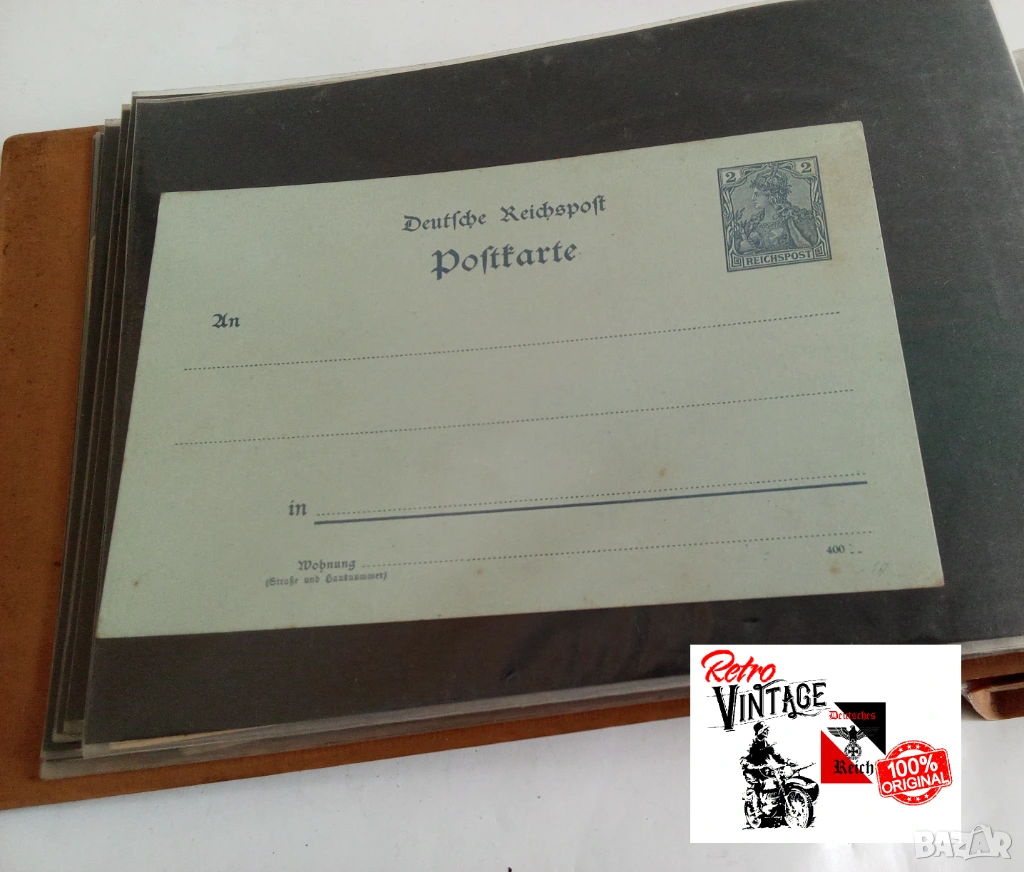 2 2
Deutsche Reichspost
REICHSPOST
Postkarte
An
in
Wohnung
400
(Straße und Hausnummer)
Retro
VINTAGE
Deutsches
Reich
100%
ORIGINAL
BAZAR